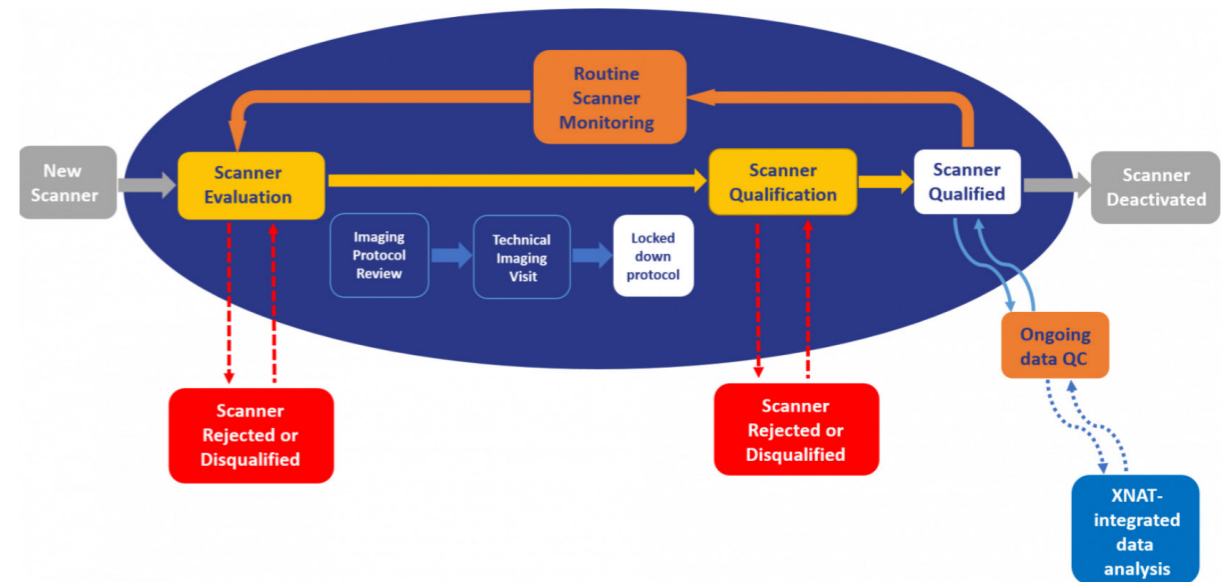 Routine
Scanner
Monitoring
New
Scanner
Scanner
Evaluation
Scanner
Qualification
Scanner
Qualified
Scanner
Deactivated
Imaging
Protocol
Review
Technical
Imaging
Visit
Locked
down
protocol
Ongoing
data QC
Scanner
Rejected or
Disqualified
Scanner
Rejected or
Disqualified
XNAT-
integrated
data
analysis